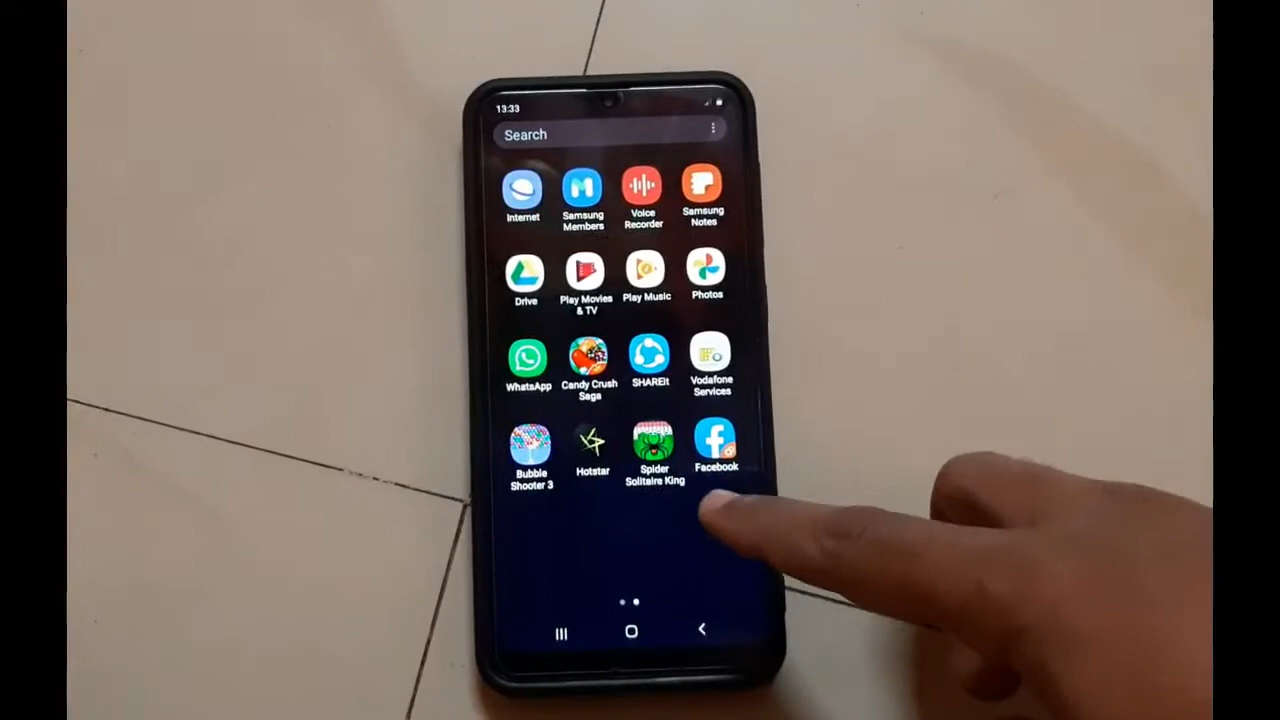 13:33
Search
Internet
Samsung
Members
Voice
Recorder
Samsung
Notes
Drive
Play Movies
& TV
Play Music
Photos
WhatsApp
Candy Crush
Saga
SHAREit
Vodafone
Services
Bubble
Shooter 3
Hotstar
Spider
Solitaire King
Facebook